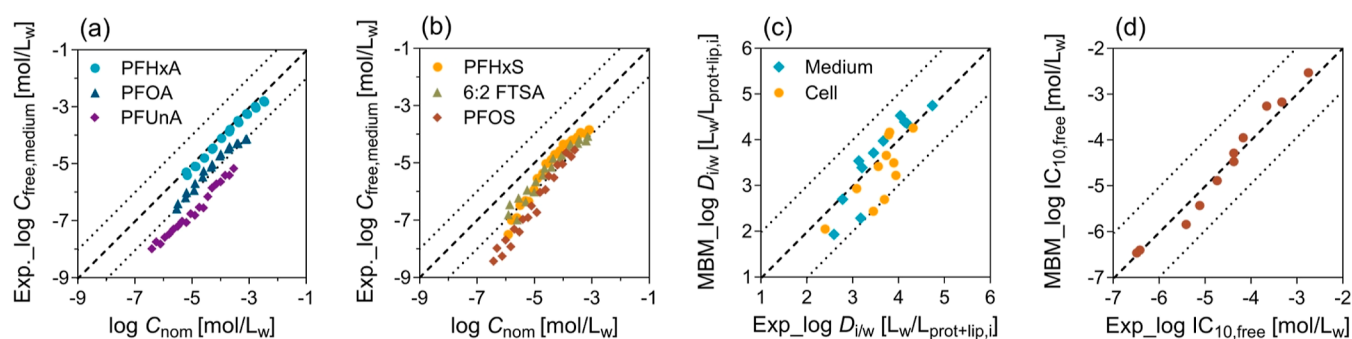 (a)
Exp._log C_free,medium [mol/L_w]
-1
-3
-5
-7
-9
PFHxA
PFOA
PFUnA
-9 -7 -5 -3 -1
log C_nom [mol/L_w]
(b)
Exp._log C_free,medium [mol/L_w]
-1
-3
-5
-7
-9
PFHxS
6:2 FTSA
PFOS
-9 -7 -5 -3 -1
log C_nom [mol/L_w]
(c)
MBM_log D_i/w [L_w/L_prot+lip,i]
6
5
4
3
2
1
Medium
Cell
1 2 3 4 5 6
Exp_log D_i/w [L_w/L_prot+lip,i]
(d)
MBM_log IC_10,free [mol/L_w]
-2
-3
-4
-5
-6
-7
-7 -6 -5 -4 -3 -2
Exp_log IC_10,free [mol/L_w]